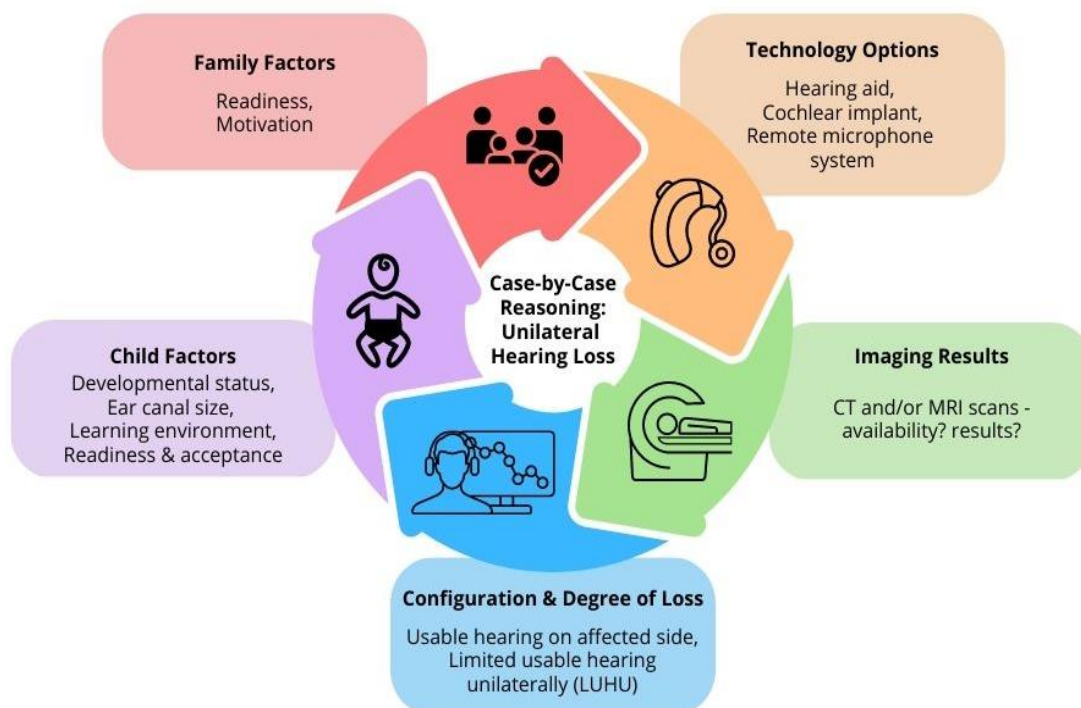 Family Factors
Readiness,
Motivation
Technology Options
Hearing aid,
Cochlear implant,
Remote microphone
system
Case-by-Case
Reasoning:
Unilateral
Hearing Loss
Child Factors
Developmental status,
Ear canal size,
Learning environment,
Readiness & acceptance
Imaging Results
CT and/or MRI scans -
availability? results?
Configuration & Degree of Loss
Usable hearing on affected side,
Limited usable hearing
unilaterally (LUHU)